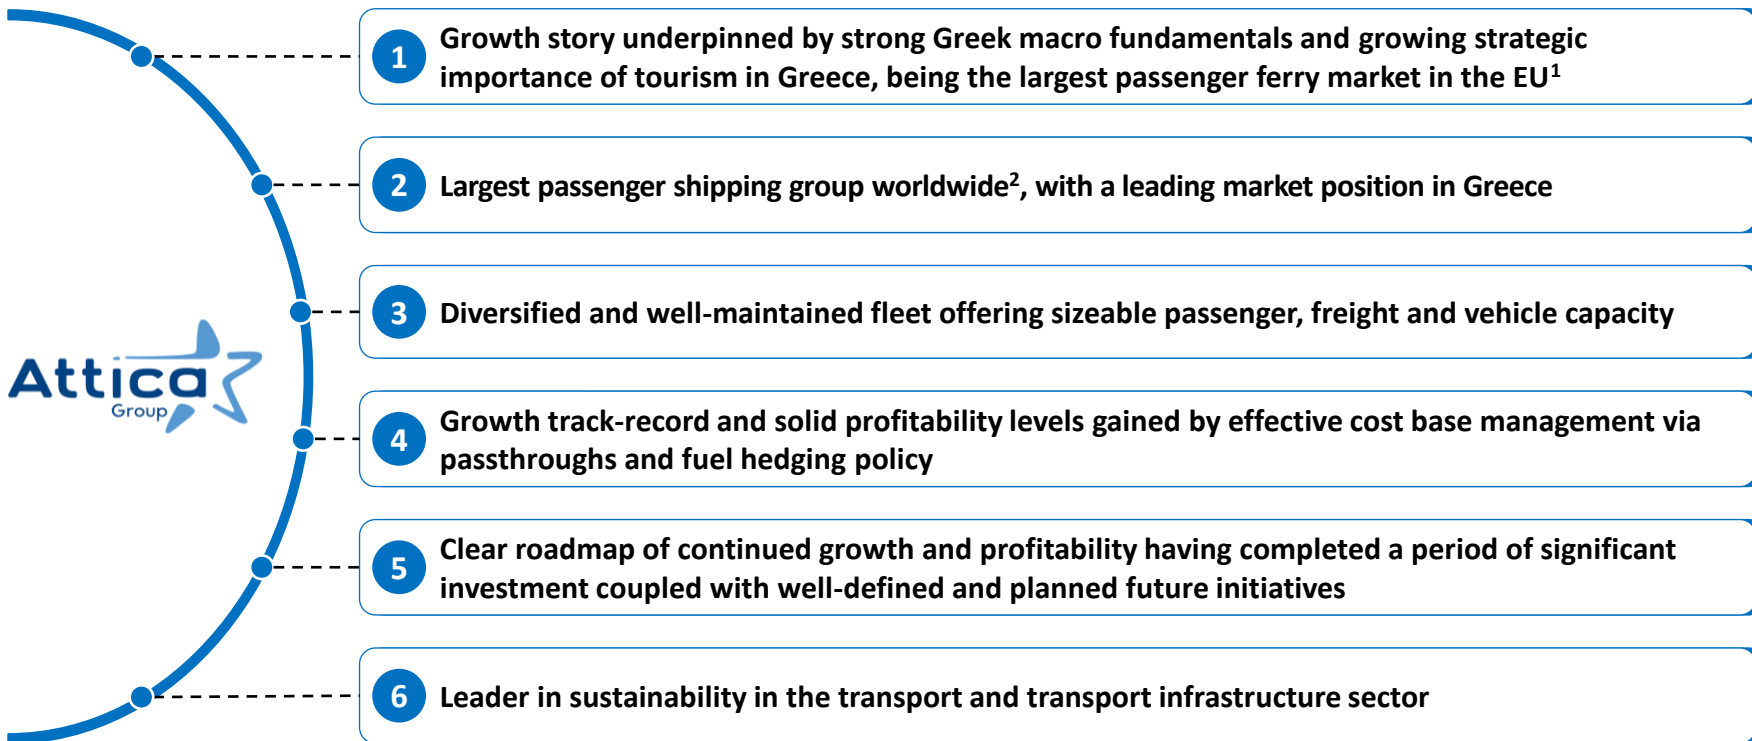 Attica
Group
1
Growth story underpinned by strong Greek macro fundamentals and growing strategic
importance of tourism in Greece, being the largest passenger ferry market in the EU¹
2
Largest passenger shipping group worldwide², with a leading market position in Greece
3
Diversified and well-maintained fleet offering sizeable passenger, freight and vehicle capacity
4
Growth track-record and solid profitability levels gained by effective cost base management via
passthroughs and fuel hedging policy
5
Clear roadmap of continued growth and profitability having completed a period of significant
investment coupled with well-defined and planned future initiatives
6
Leader in sustainability in the transport and transport infrastructure sector